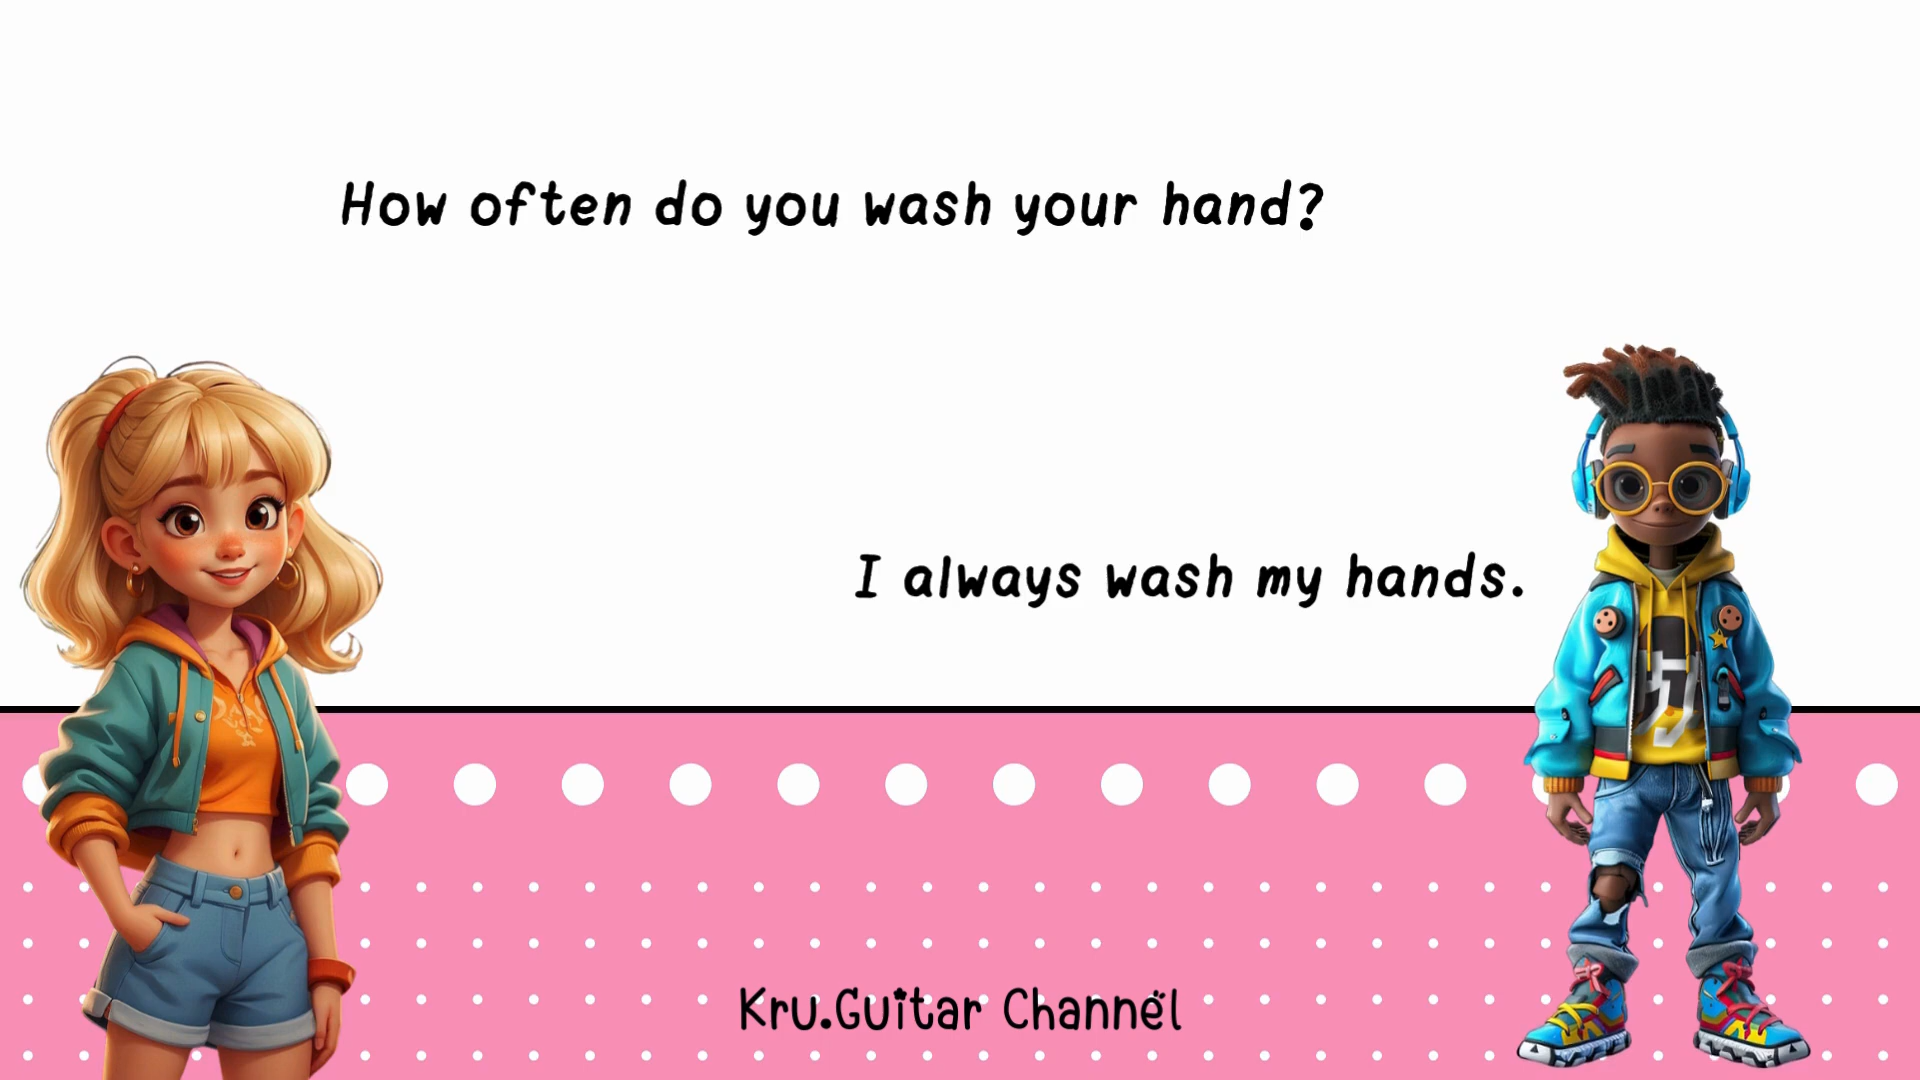 How often do you wash your hand?
I always wash my hands.
Kru.Guitar Channel